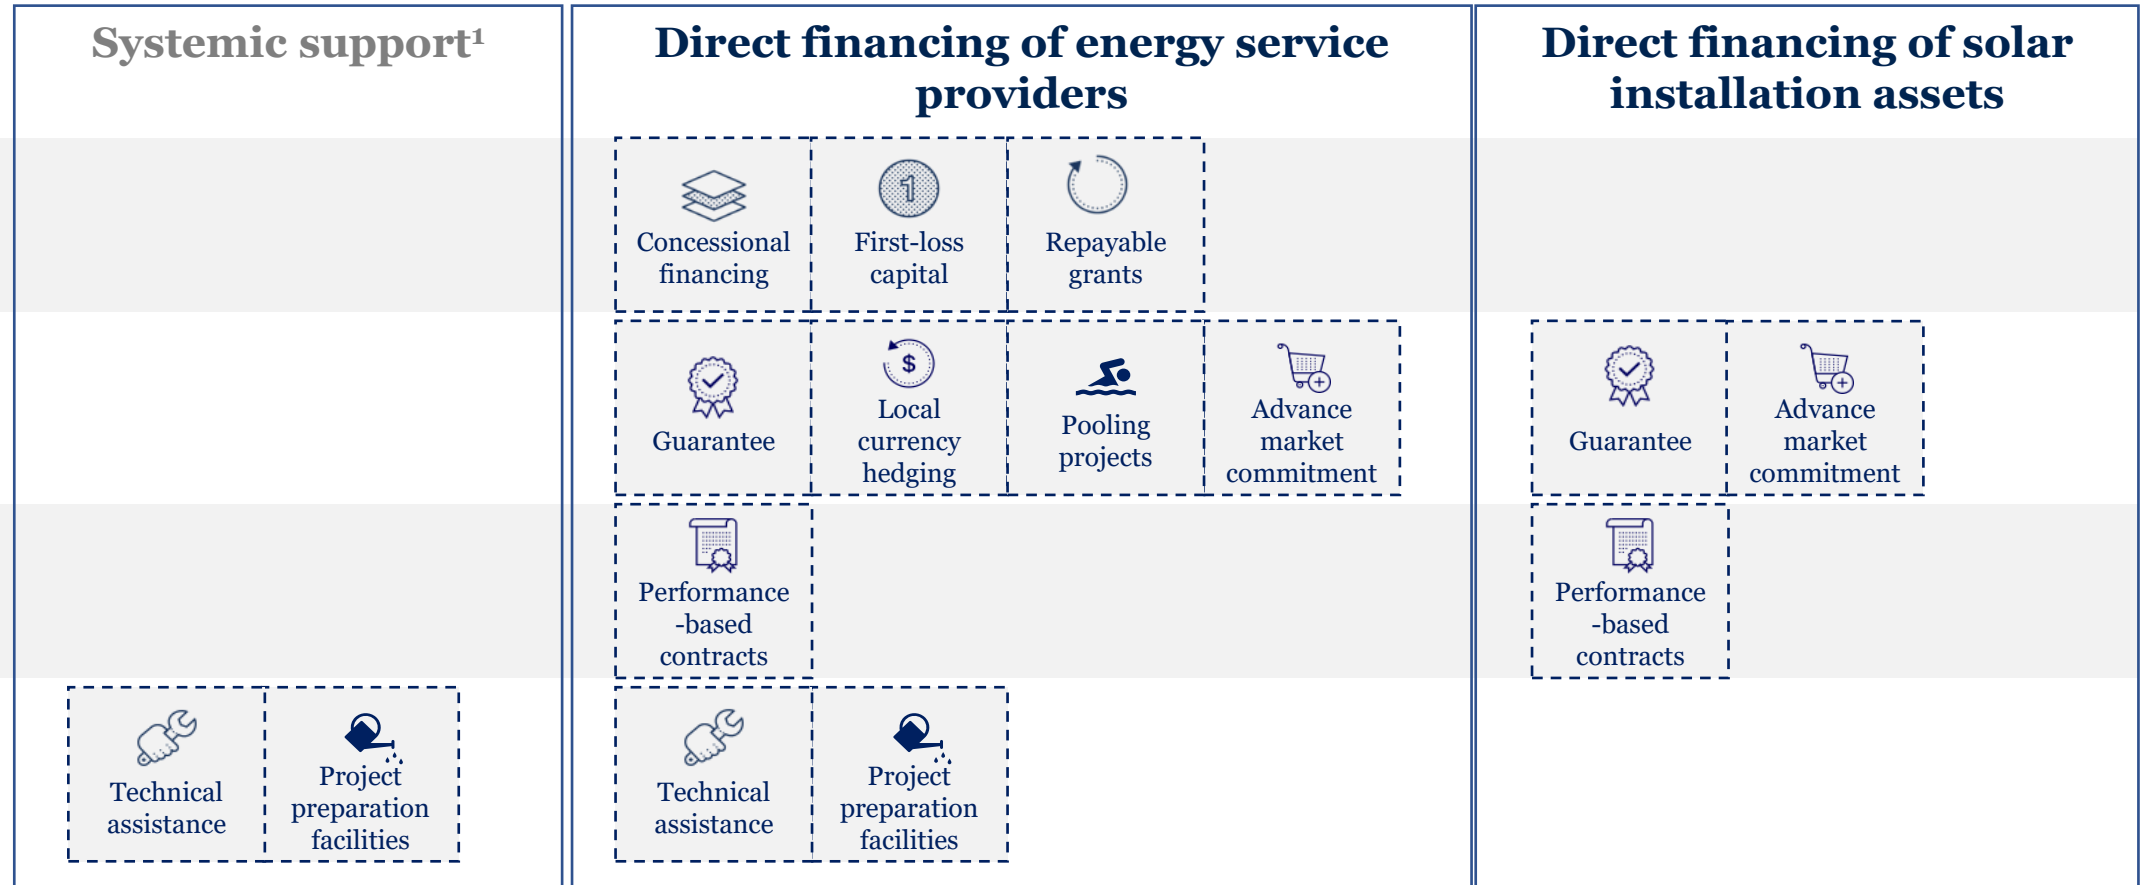 Systemic support¹
Direct financing of energy service
providers
Direct financing of solar
installation assets
Concessional
financing
1
First-loss
capital
Repayable
grants
Guarantee
$
Local
currency
hedging
Pooling
projects
Advance
market
commitment
Guarantee
Advance
market
commitment
Performance
-based
contracts
Performance
-based
contracts
Technical
assistance
Project
preparation
facilities
Technical
assistance
Project
preparation
facilities